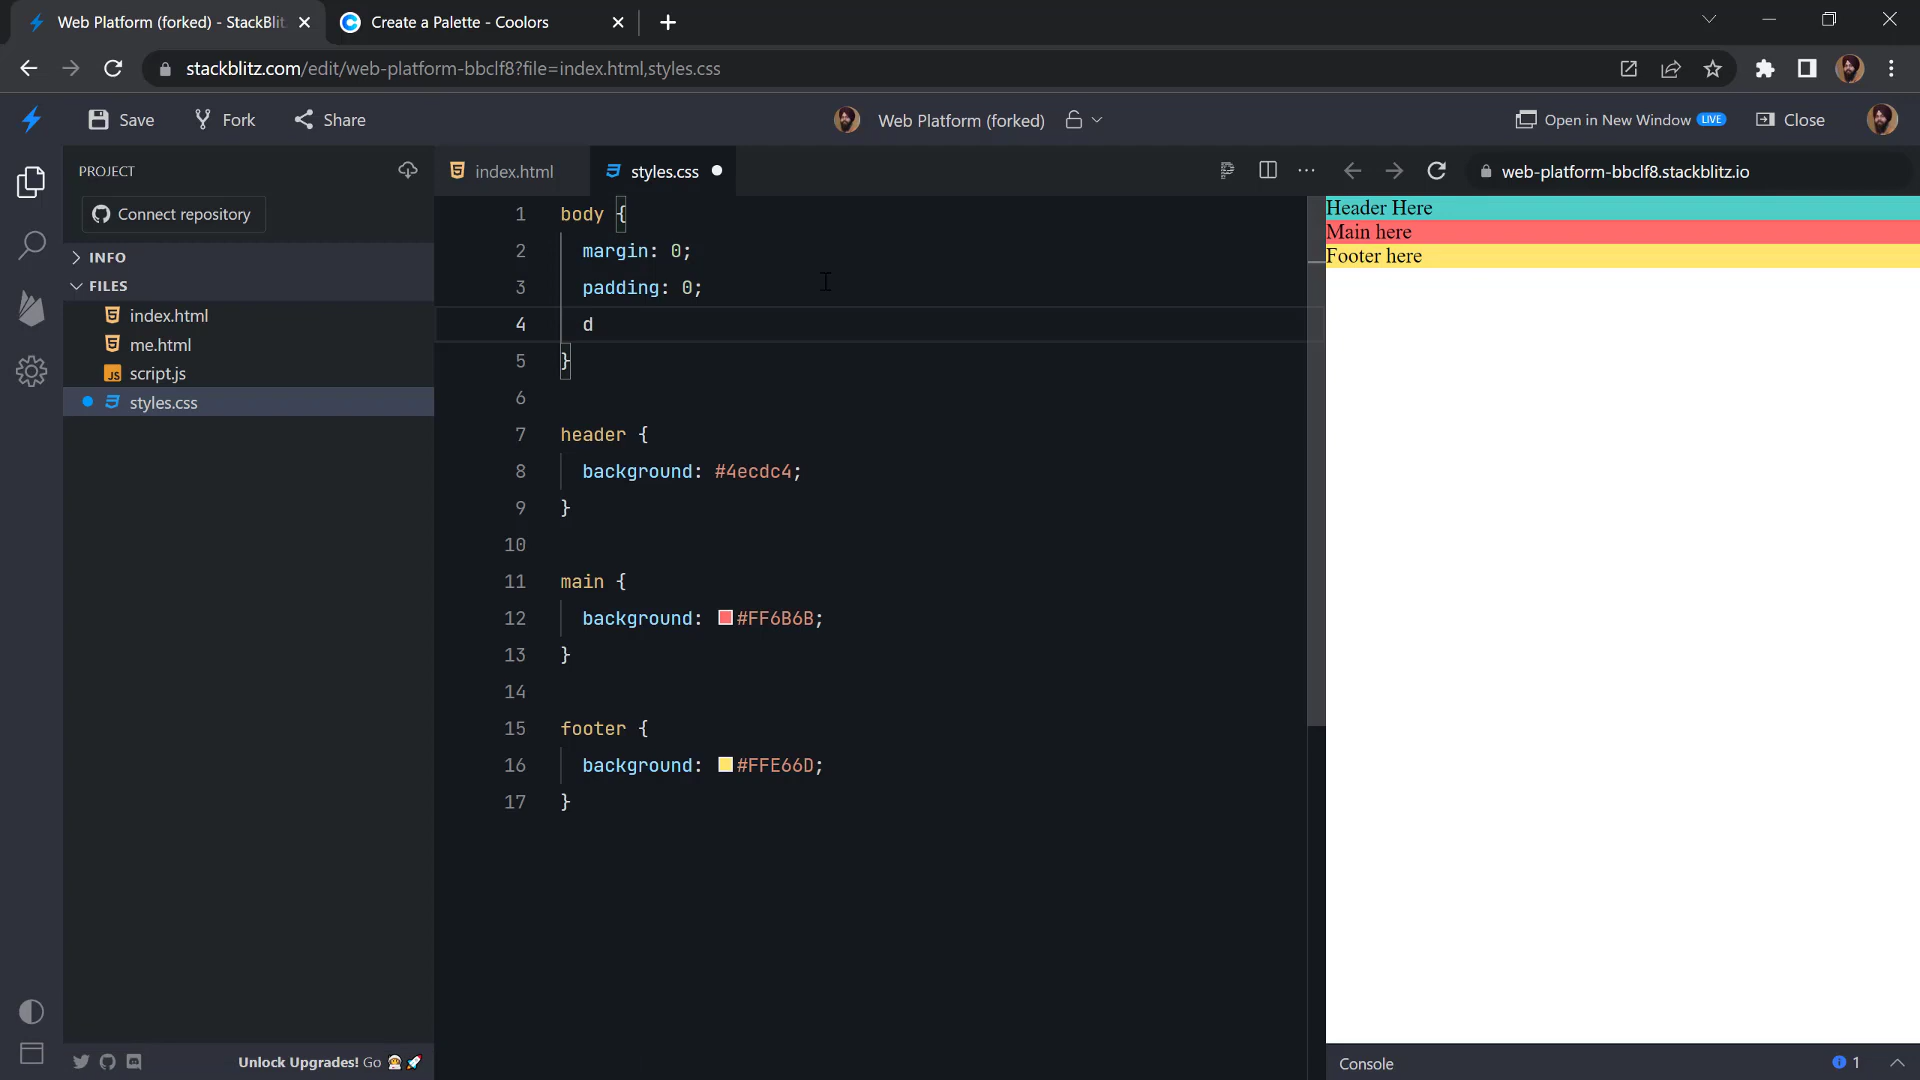 Web Platform (forked) - StackBlit
Create a Palette - Coolors
stackblitz.com/edit/web-platform-bbclf8?file=index.html,styles.css
Save
Fork
Share
Web Platform (forked)
Open in New Window LIVE
Close
PROJECT
Connect repository
INFO
FILES
index.html
me.html
JS script.js
styles.css
Unlock Upgrades! Go
index.html
styles.css
1 body {
2 margin: 0;
3 padding: 0;
4 d
5 }
6
7 header {
8 background: #4ecdc4;
9 }
10
11 main {
12 background: #FF6B6B;
13 }
14
15 footer {
16 background: #FFE66D;
17 }
web-platform-bbclf8.stackblitz.io
Header Here
Main here
Footer here
Console
1